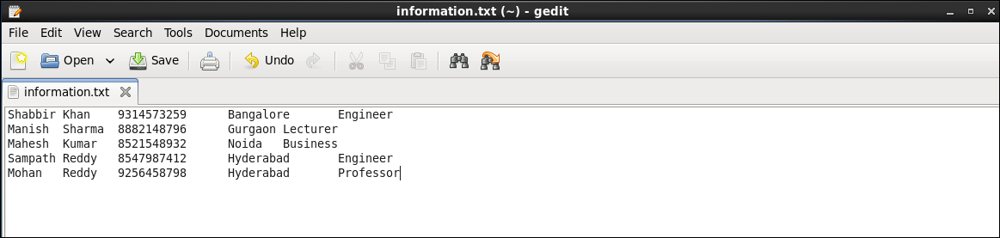 information.txt (~) - gedit
File Edit View Search Tools Documents Help
Open Save Undo
information.txt
Shabbir Khan 9314573259 Bangalore Engineer
Manish Sharma 8882148796 Gurgaon Lecturer
Mahesh Kumar 8521548932 Noida Business
Sampath Reddy 8547987412 Hyderabad Engineer
Mohan Reddy 9256458798 Hyderabad Professor